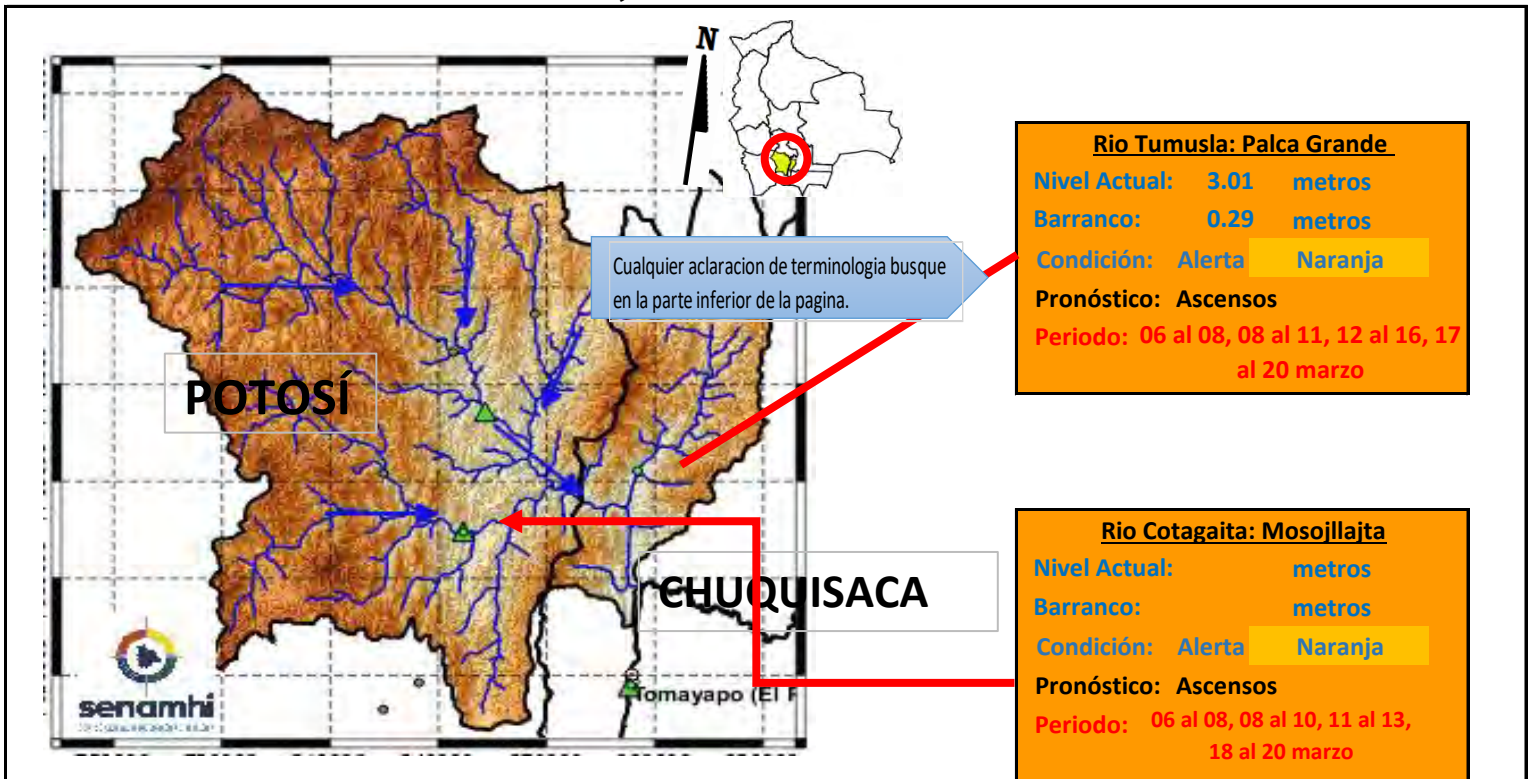 N
Rio Tumusla: Palca Grande
Nivel Actual: 3.01 metros
Barranco: 0.29 metros
Condición: Alerta Naranja
Pronóstico: Ascensos
Periodo: 06 al 08, 08 al 11, 12 al 16, 17
al 20 marzo
Cualquier aclaracion de terminologia busque
en la parte inferior de la pagina.
POTOSÍ
CHUQUISACA
Rio Cotagaita: Mosojllajta
Nivel Actual: metros
Barranco: metros
Condición: Alerta Naranja
Pronóstico: Ascensos
Periodo: 06 al 08, 08 al 10, 11 al 13,
18 al 20 marzo
Tomayapo (El
senamhi